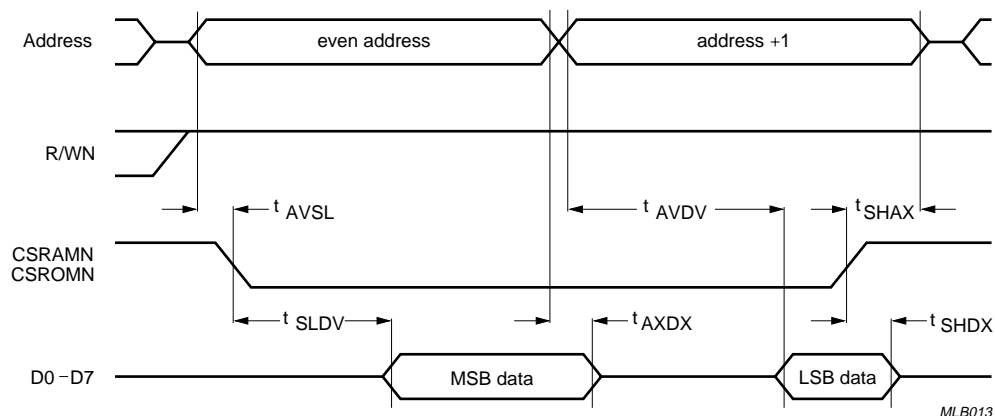 Address
even address
address +1
R/WN
t AVSL
t AVDV
t SHAX
CSRAMN
CSROMN
t SLDV
t AXDX
t SHDX
D0 −D7
MSB data
LSB data
MLB013